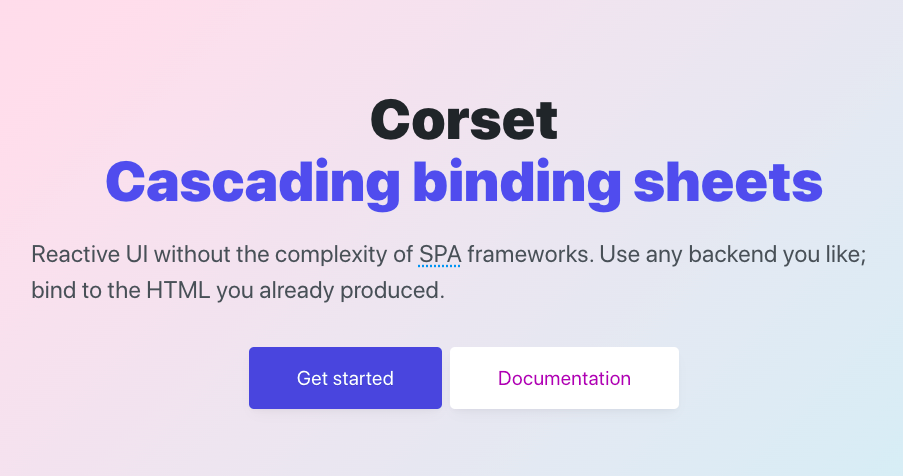 Corset
Cascading binding sheets
Reactive UI without the complexity of SPA frameworks. Use any backend you like;
bind to the HTML you already produced.
Get started
Documentation